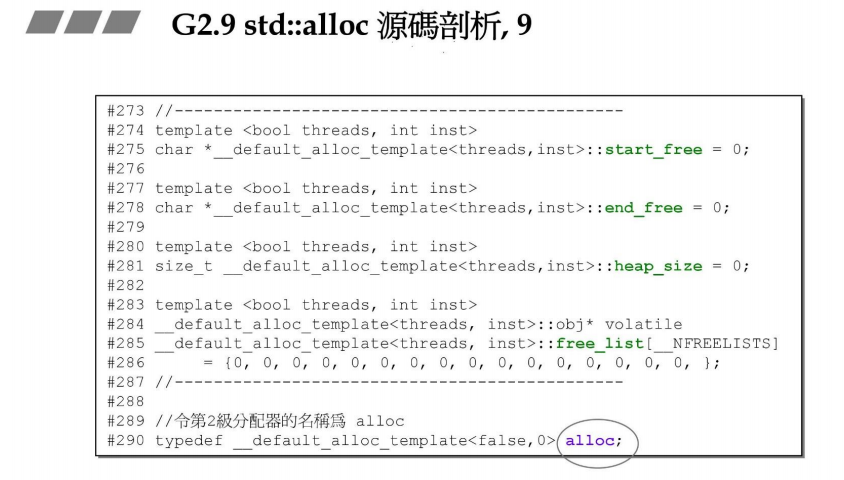 G2.9 std::alloc 源碼剖析, 9
#273 //----------------------------------------------
#274 template <bool threads, int inst>
#275 char *__default_alloc_template<threads,inst>::start_free = 0;
#276
#277 template <bool threads, int inst>
#278 char *__default_alloc_template<threads,inst>::end_free = 0;
#279
#280 template <bool threads, int inst>
#281 size_t __default_alloc_template<threads,inst>::heap_size = 0;
#282
#283 template <bool threads, int inst>
#284 __default_alloc_template<threads, inst>::obj* volatile
#285 __default_alloc_template<threads, inst>::free_list[__NFREELISTS]
#286      = {0, 0, 0, 0, 0, 0, 0, 0, 0, 0, 0, 0, 0, 0, 0, 0, };
#287 //----------------------------------------------
#288
#289 //令第2級分配器的名稱爲 alloc
#290 typedef __default_alloc_template<false,0> alloc;